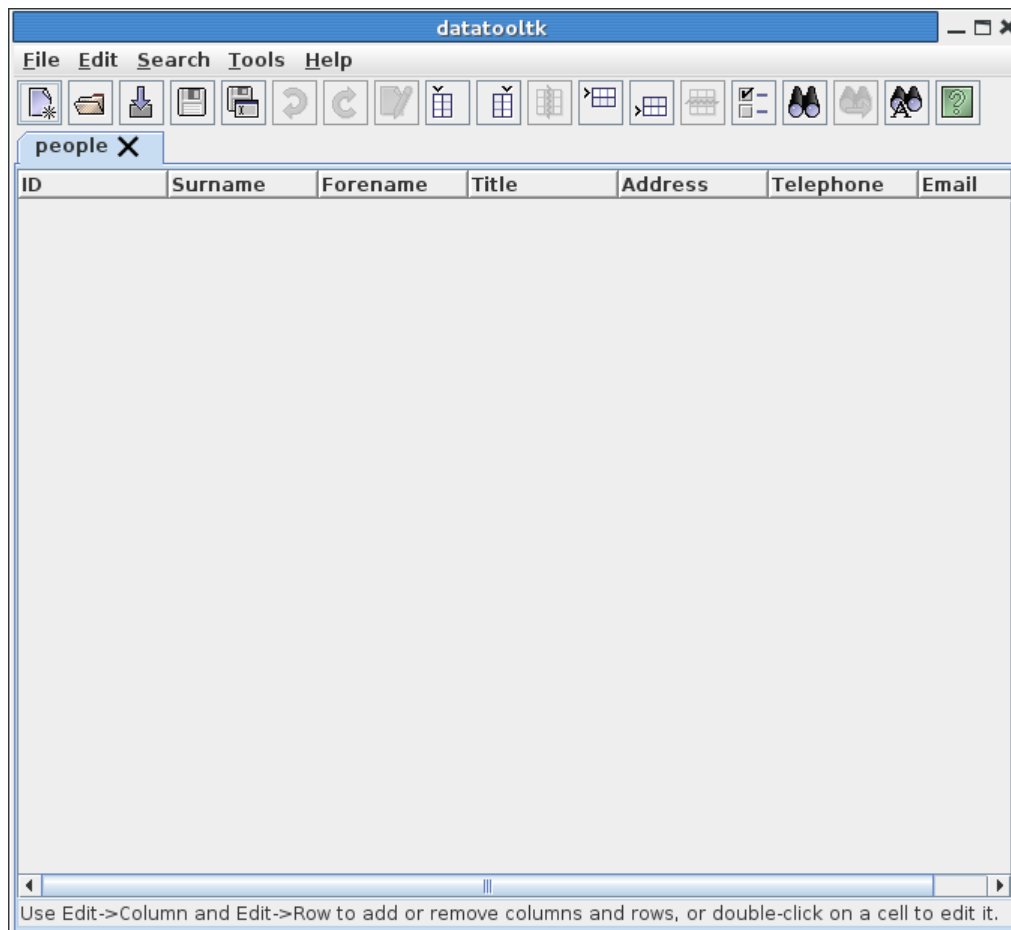 datatooltk
File Edit Search Tools Help
people
ID Surname Forename Title Address Telephone Email
Use Edit->Column and Edit->Row to add or remove columns and rows, or double-click on a cell to edit it.